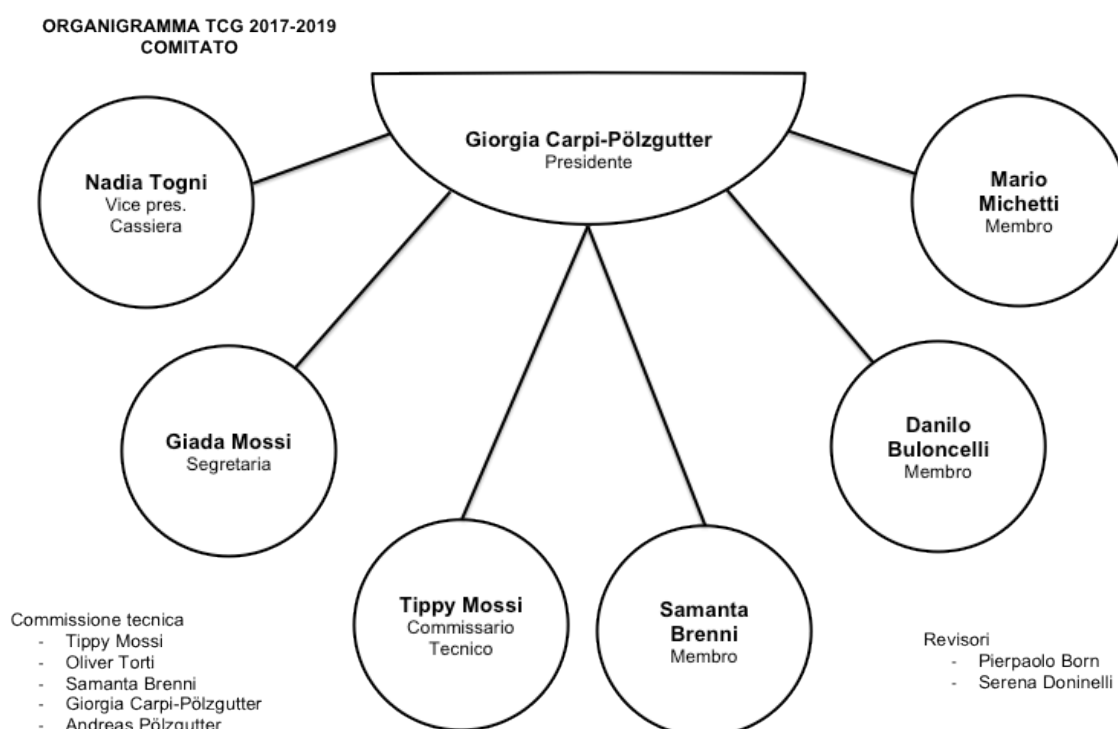 ORGANIGRAMMA TCG 2017-2019
COMITATO
Giorgia Carpi-Pölzgutter
Presidente
Nadia Togni
Vice pres.
Cassiera
Mario
Michetti
Membro
Giada Mossi
Segretaria
Danilo
Buloncelli
Membro
Tippy Mossi
Commissario
Tecnico
Samanta
Brenni
Membro
Commissione tecnica
- Tippy Mossi
- Oliver Torti
- Samanta Brenni
- Giorgia Carpi-Pölzgutter
- Andreas Pölzgutter
Revisori
- Pierpaolo Born
- Serena Doninelli